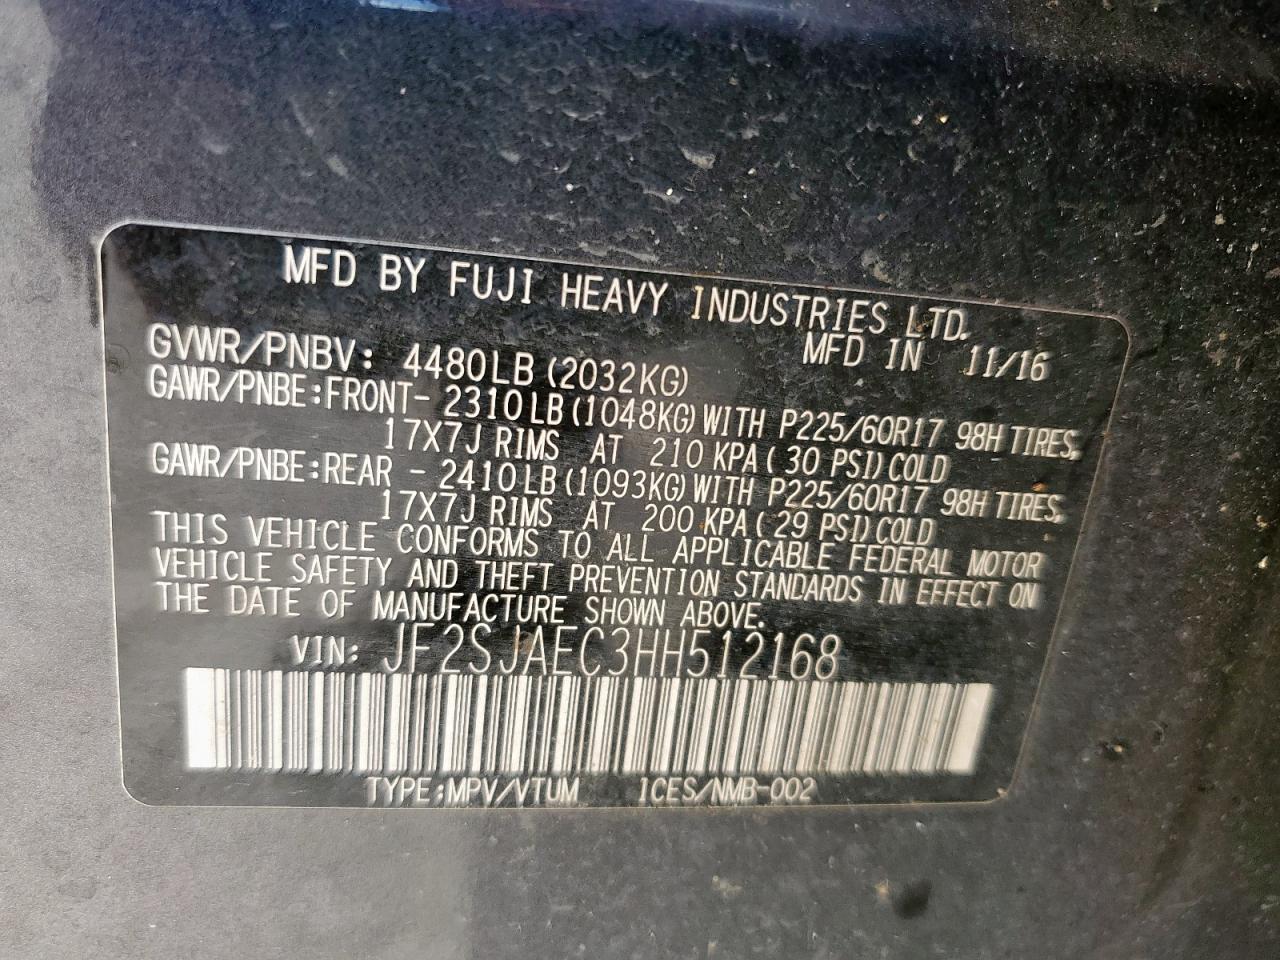 MFD BY FUJI HEAVY INDUSTRIES LTD.
MFD IN 11/16
GVWR/PNBV: 4480LB (2032KG)
GAWR/PNBE:FRONT- 2310LB(1048KG)WITH P225/60R17 98H TIRES,
17X7J RIMS AT 210 KPA( 30 PSI)COLD
GAWR/PNBE:REAR - 2410LB(1093KG)WITH P225/60R17 98H TIRES,
17X7J RIMS AT 200 KPA( 29 PSI)COLD
THIS VEHICLE CONFORMS TO ALL APPLICABLE FEDERAL MOTOR
VEHICLE SAFETY AND THEFT PREVENTION STANDARDS IN EFFECT ON
THE DATE OF MANUFACTURE SHOWN ABOVE.
VIN: JF2SJAEC3HH512168
TYPE:MPV/VTUM 1CES/NMB-002